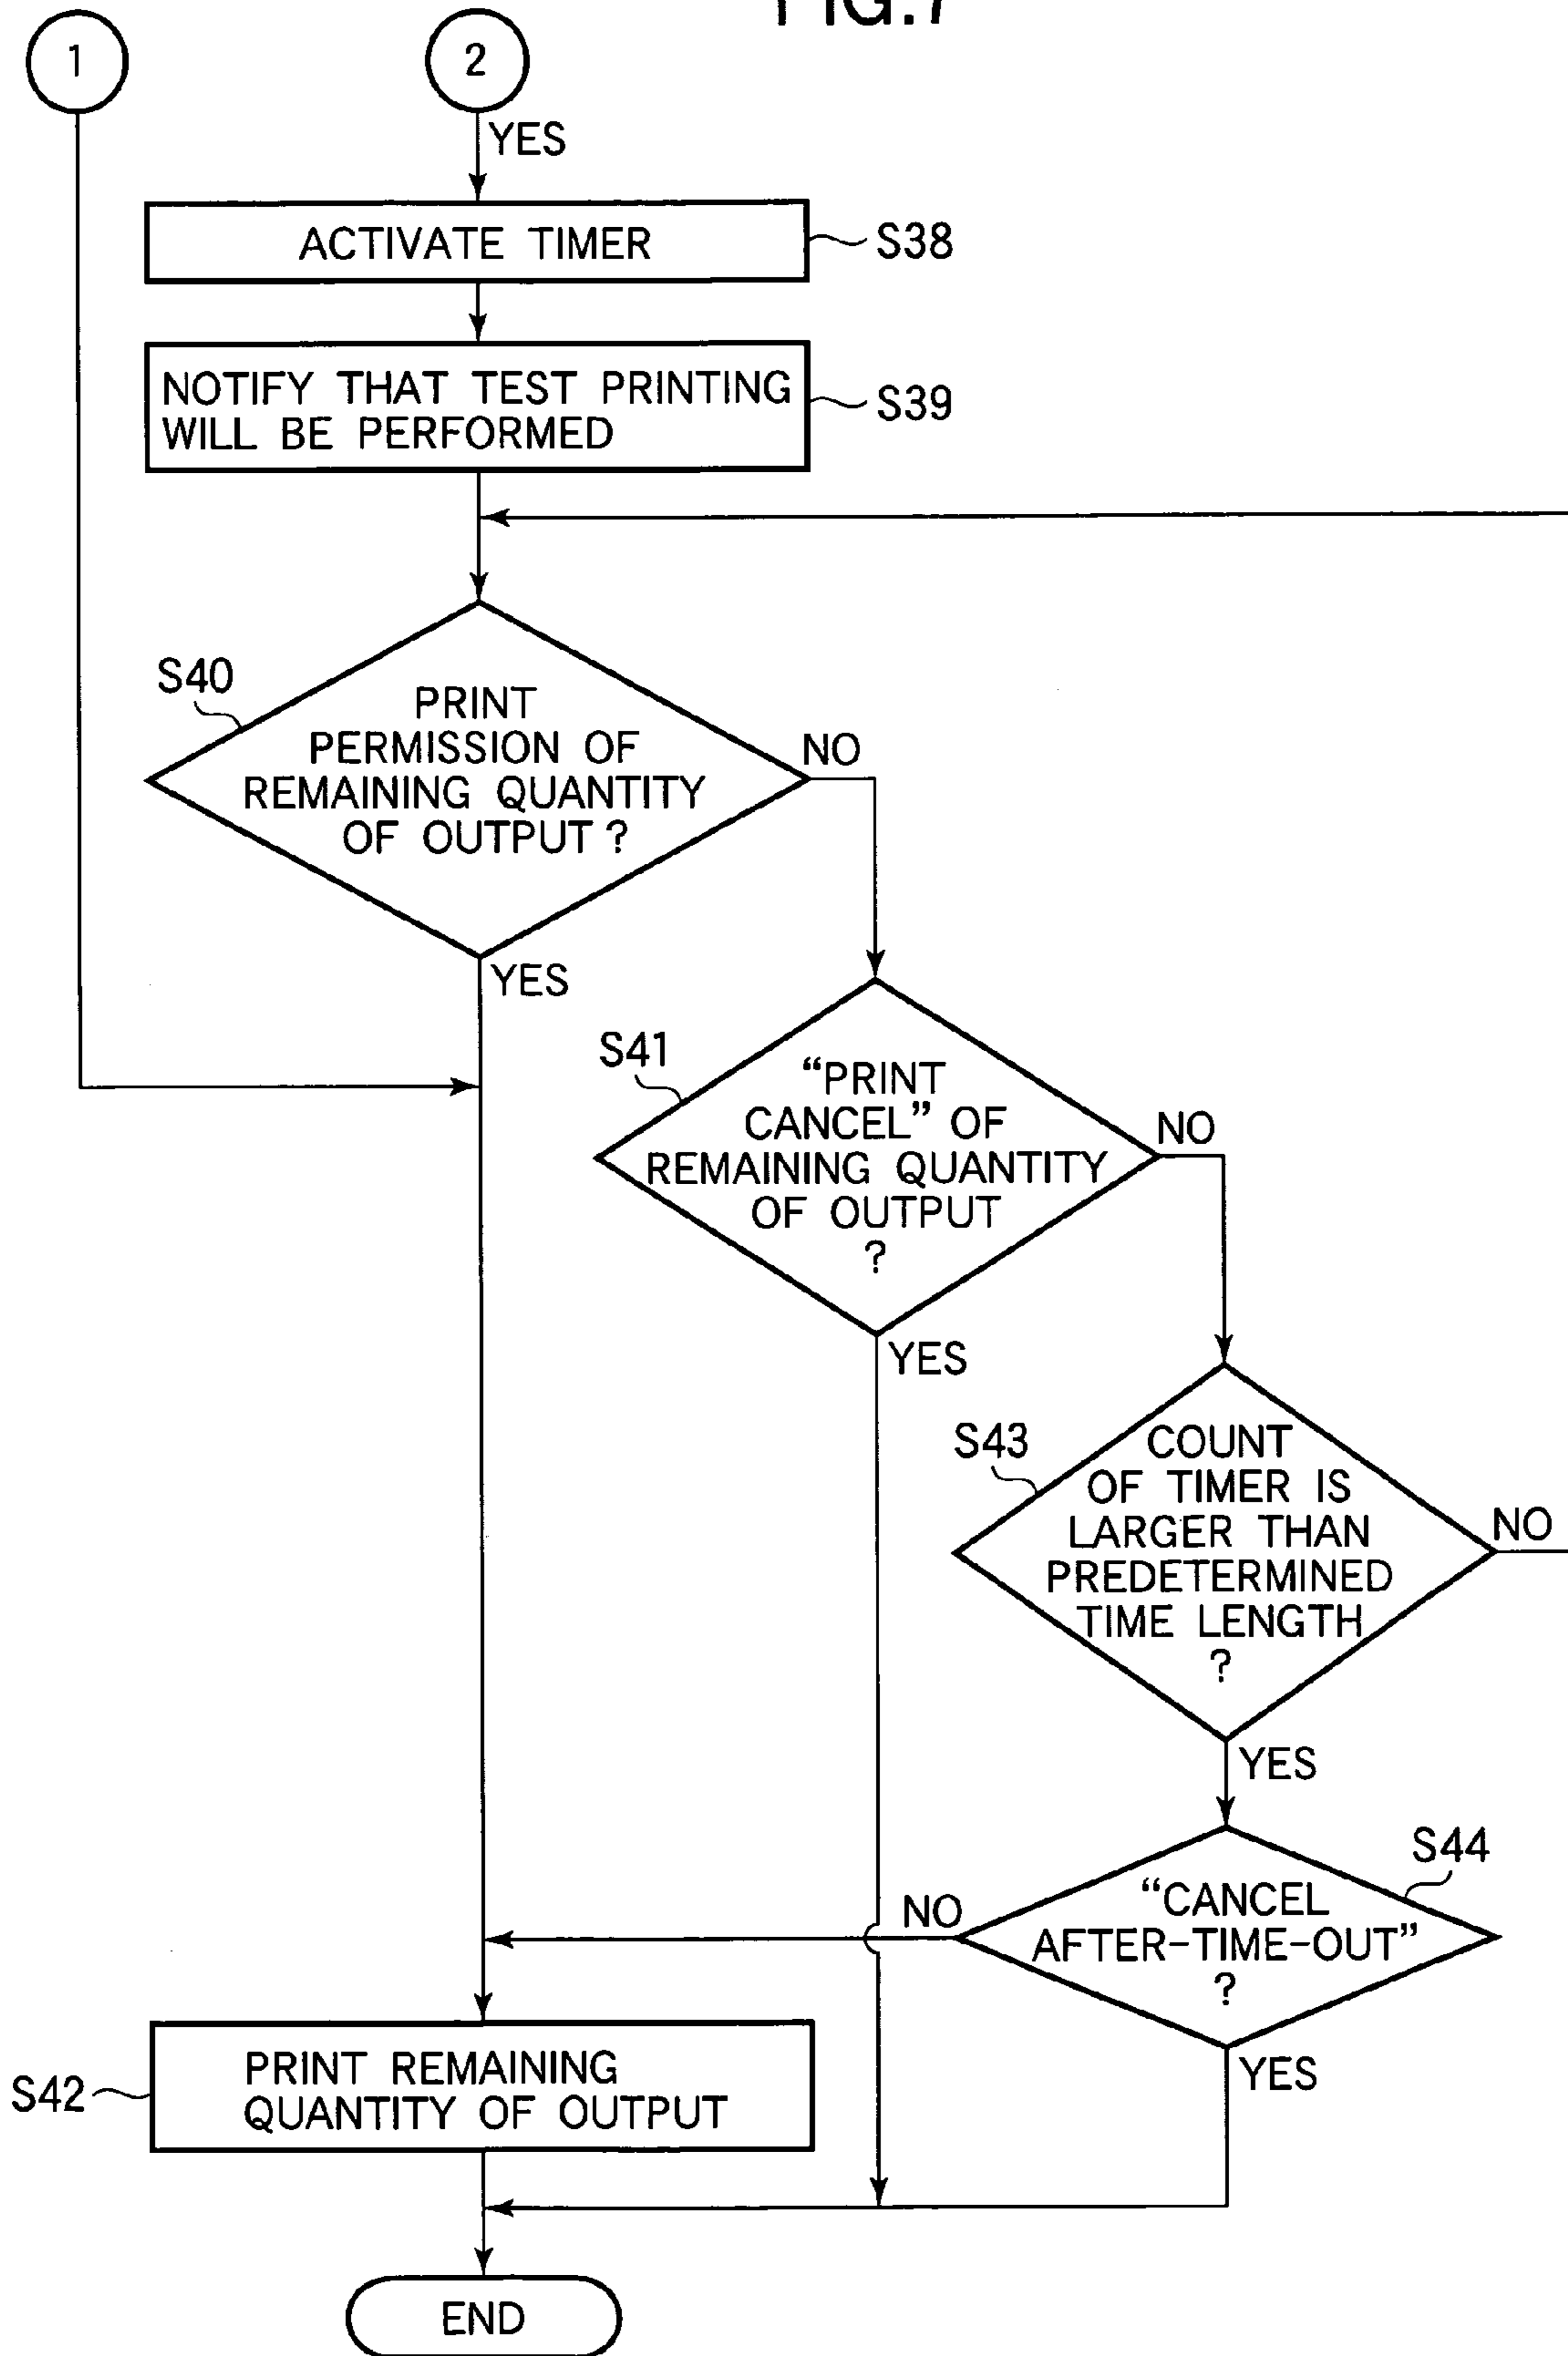 FIG.7
1
2
YES
ACTIVATE TIMER
S38
NOTIFY THAT TEST PRINTING
WILL BE PERFORMED
S39
S40
PRINT
PERMISSION OF
REMAINING QUANTITY
OF OUTPUT ?
NO
YES
S41
“PRINT
CANCEL” OF
REMAINING QUANTITY
OF OUTPUT
?
NO
YES
S43
COUNT
OF TIMER IS
LARGER THAN
PREDETERMINED
TIME LENGTH
?
NO
YES
S44
“CANCEL
AFTER-TIME-OUT”
?
NO
YES
S42
PRINT REMAINING
QUANTITY OF OUTPUT
END